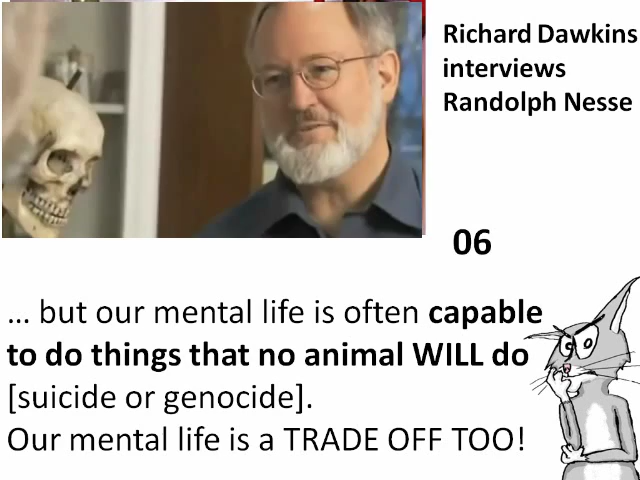 Richard Dawkins
interviews
Randolph Nesse
06
... but our mental life is often capable
to do things that no animal WILL do
[suicide or genocide].
Our mental life is a TRADE OFF TOO!